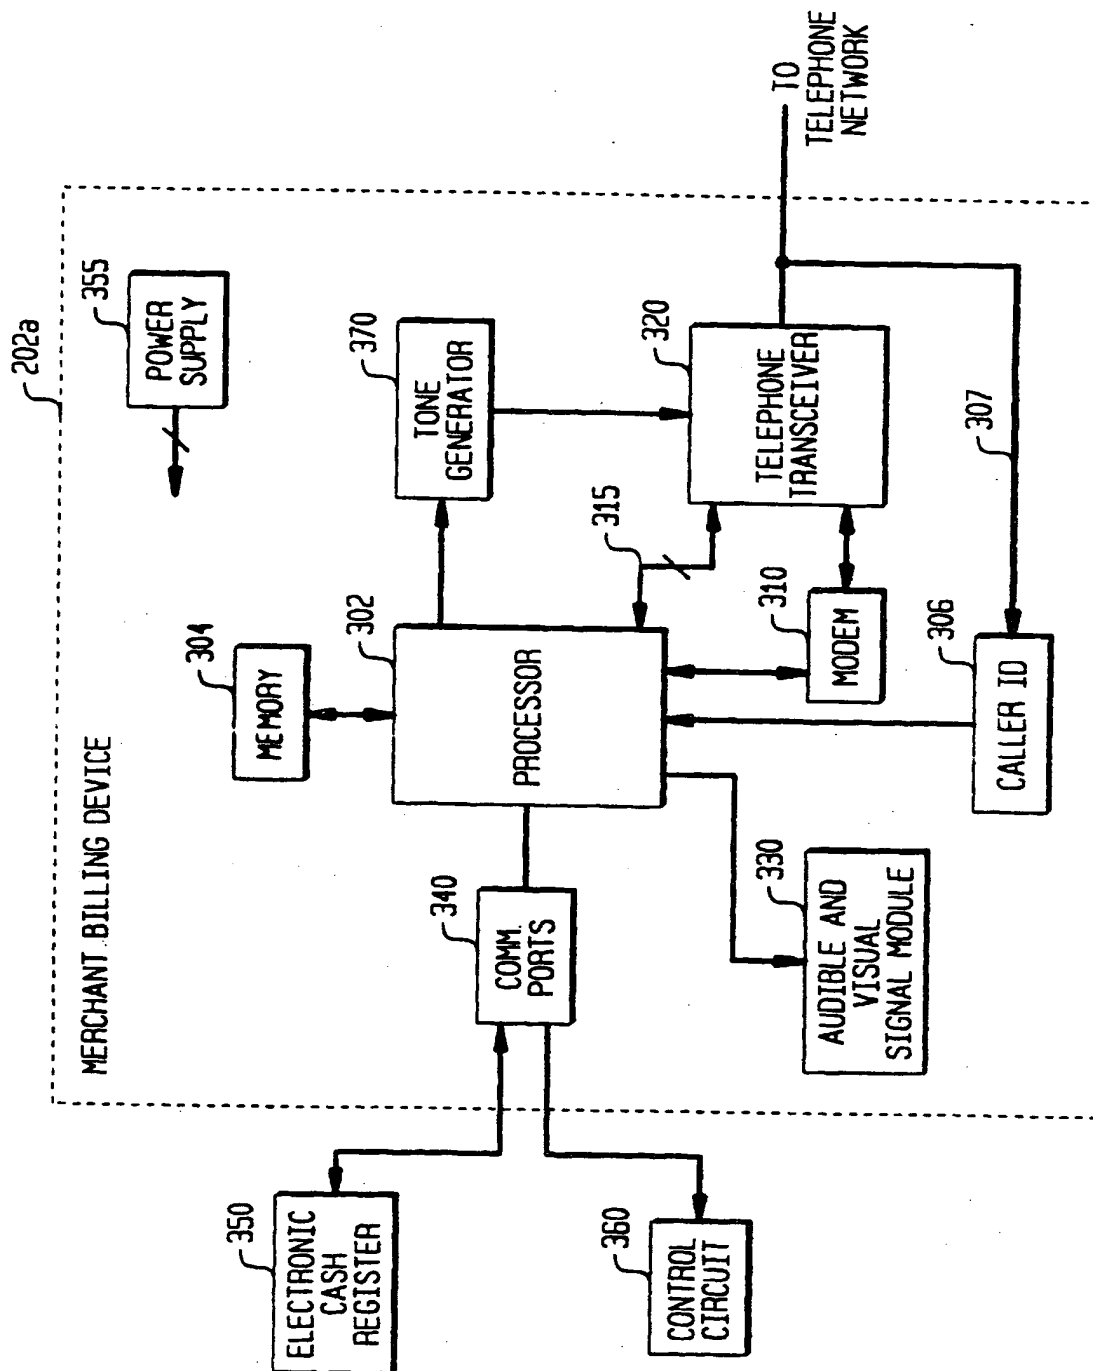 202a
MERCHANT BILLING DEVICE
355
POWER
SUPPLY
304
MEMORY
302
PROCESSOR
370
TONE
GENERATOR
350
ELECTRONIC
CASH
REGISTER
340
COMM.
PORTS
315
320
TELEPHONE
TRANSCEIVER
TO
TELEPHONE
NETWORK
310
MODEM
360
CONTROL
CIRCUIT
330
AUDIBLE AND
VISUAL
SIGNAL MODULE
306
CALLER ID
307